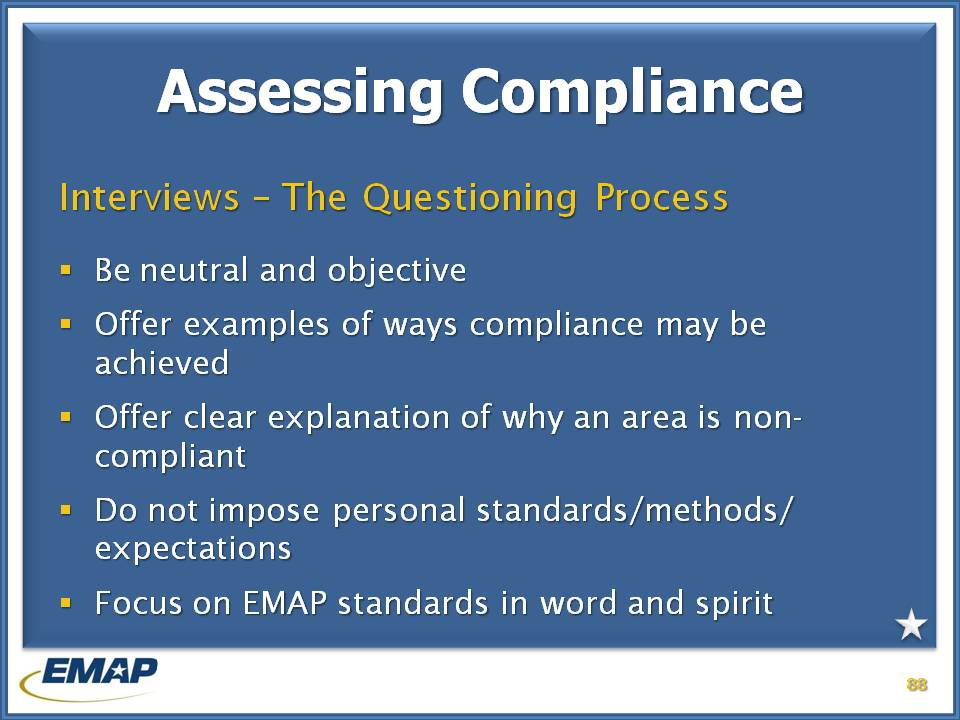 Assessing Compliance
Interviews – The Questioning Process
▪ Be neutral and objective
▪ Offer examples of ways compliance may be
achieved
▪ Offer clear explanation of why an area is non-
compliant
▪ Do not impose personal standards/methods/
expectations
▪ Focus on EMAP standards in word and spirit
EMAP
88